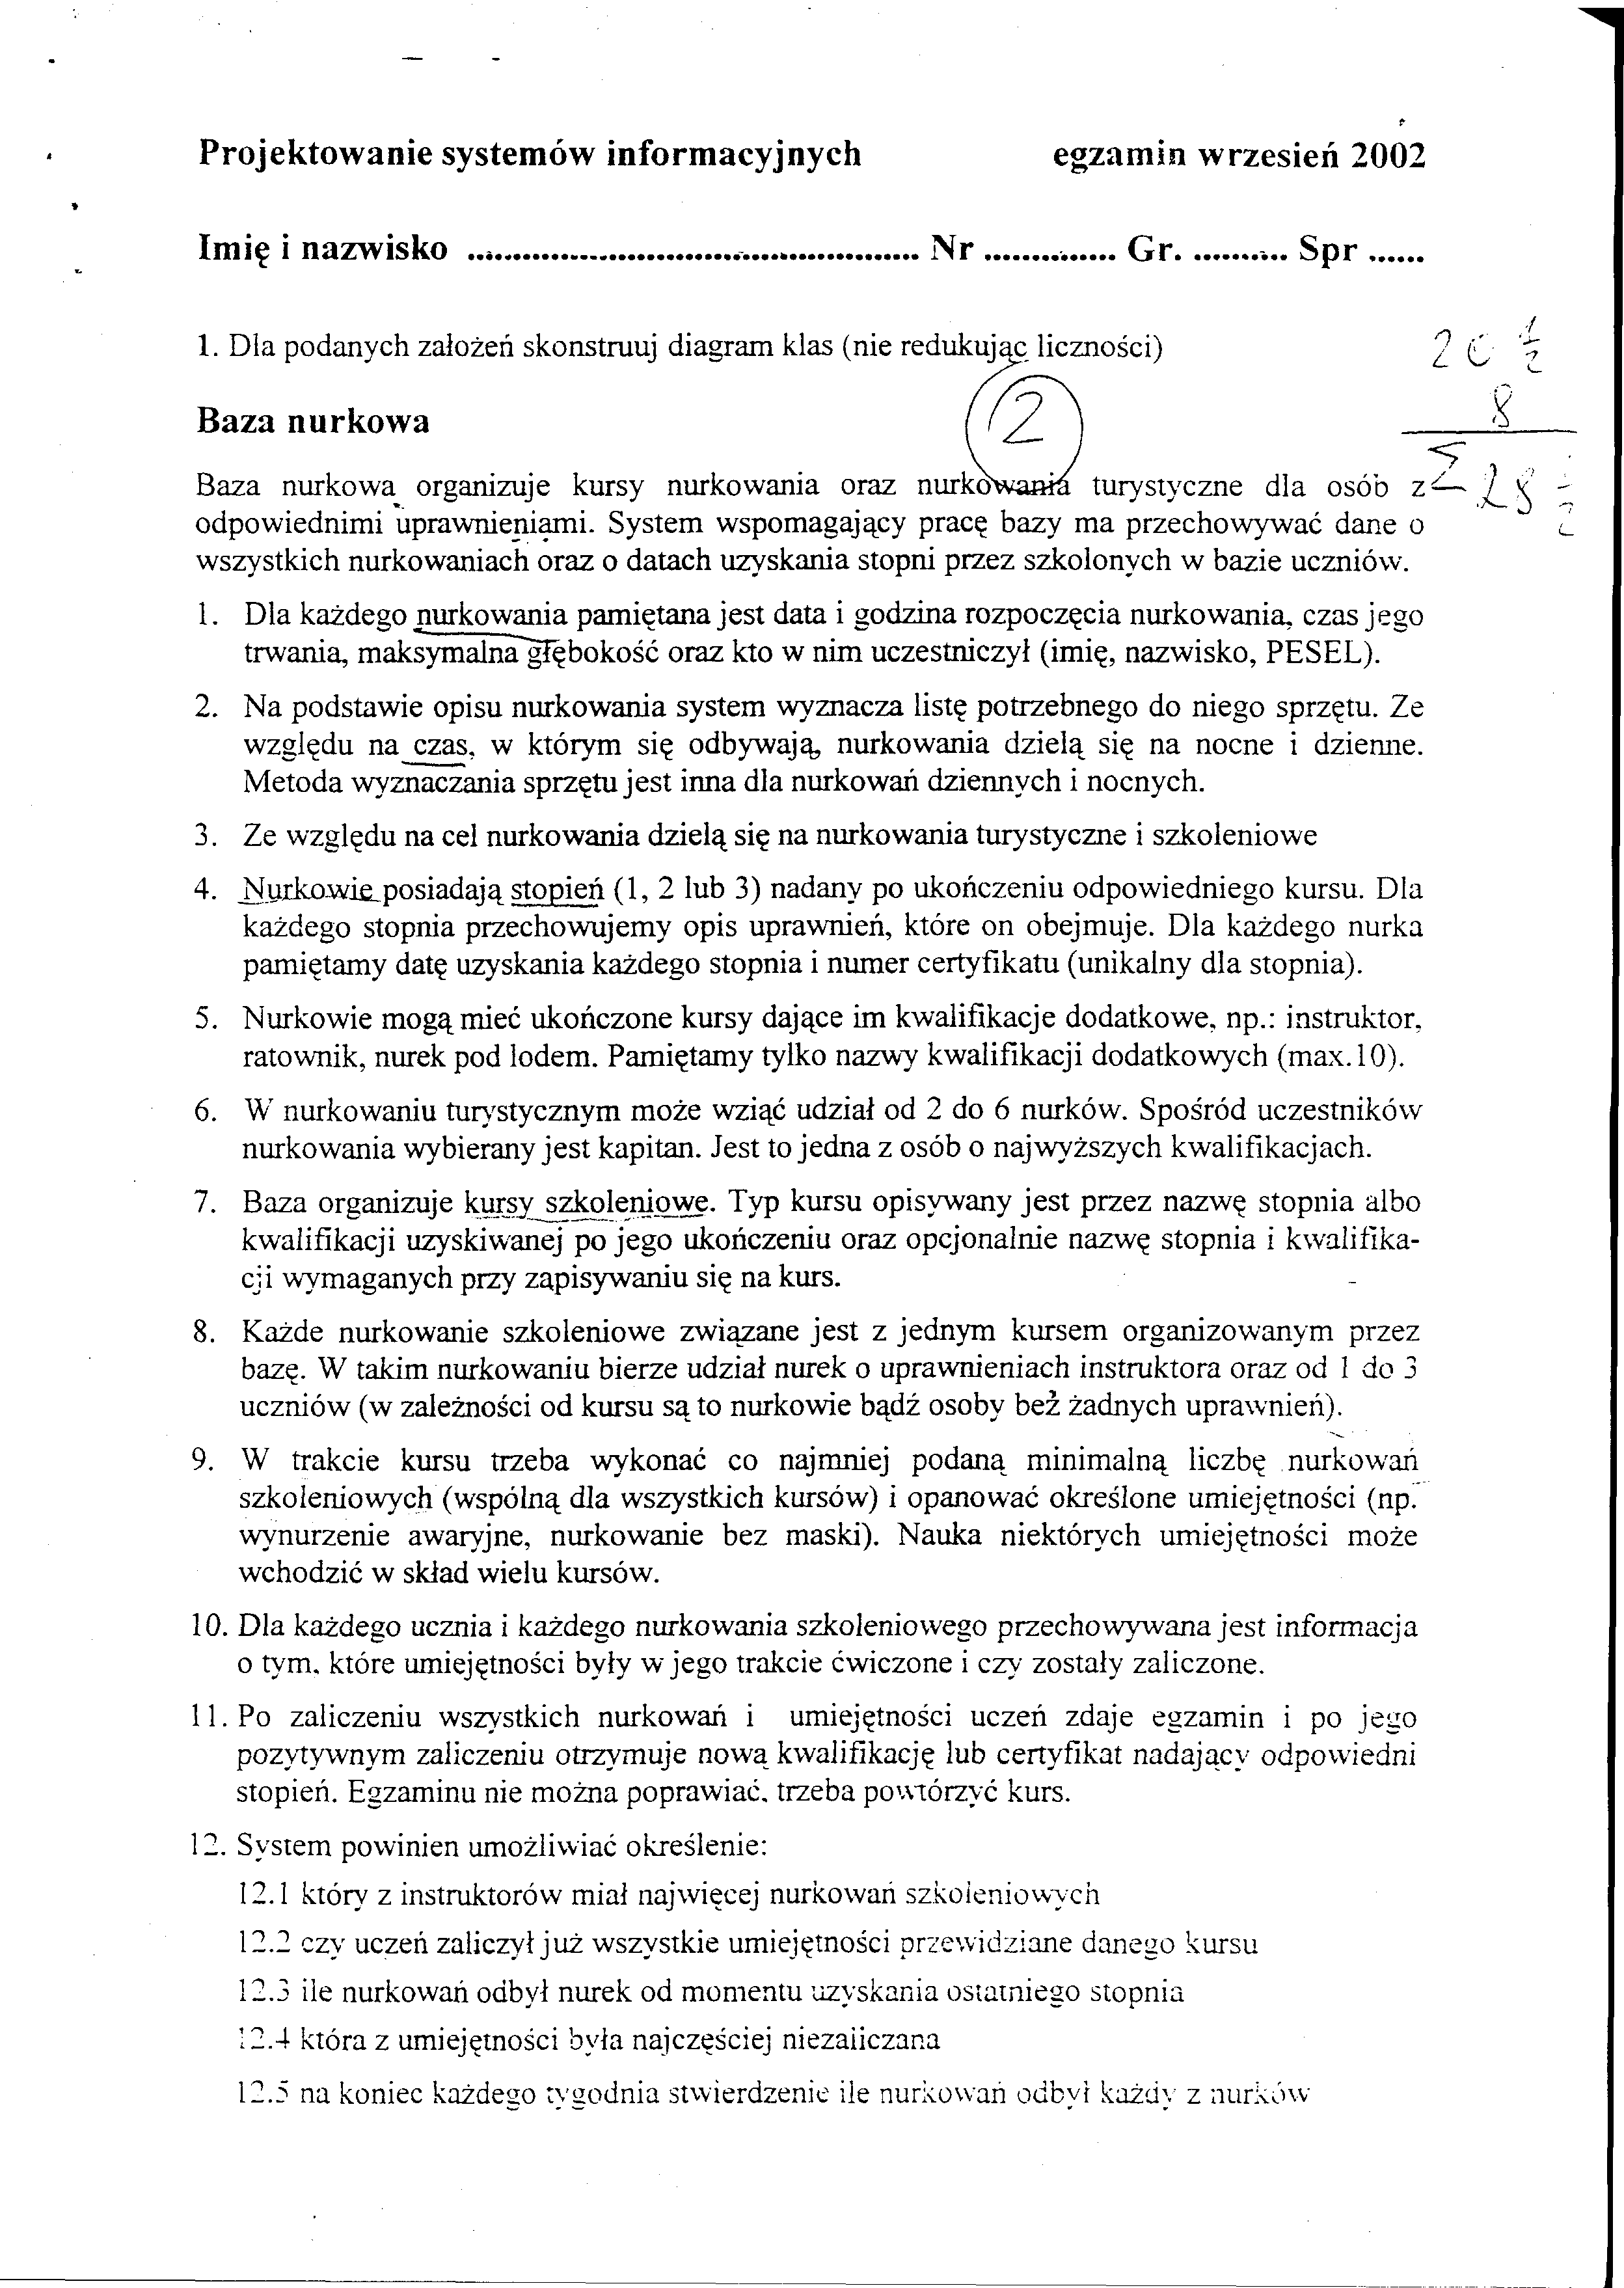 Projektowanie systemów informacyjnych egzamin wrzesień 2002
Imię i nazwisko ................................................ Nr .............. Gr. .......... Spr ......
1. Dla podanych założeń skonstruuj diagram klas (nie redukując liczności)
20 1/2
2
8
Baza nurkowa
Σ 28 1/2
Baza nurkowa organizuje kursy nurkowania oraz nurkowania turystyczne dla osób z
odpowiednimi uprawnieniami. System wspomagający pracę bazy ma przechowywać dane o
wszystkich nurkowaniach oraz o datach uzyskania stopni przez szkolonych w bazie uczniów.
1. Dla każdego nurkowania pamiętana jest data i godzina rozpoczęcia nurkowania, czas jego
trwania, maksymalna głębokość oraz kto w nim uczestniczył (imię, nazwisko, PESEL).
2. Na podstawie opisu nurkowania system wyznacza listę potrzebnego do niego sprzętu. Ze
względu na czas, w którym się odbywają, nurkowania dzielą się na nocne i dzienne.
Metoda wyznaczania sprzętu jest inna dla nurkowań dziennych i nocnych.
3. Ze względu na cel nurkowania dzielą się na nurkowania turystyczne i szkoleniowe
4. Nurkowie posiadają stopień (1, 2 lub 3) nadany po ukończeniu odpowiedniego kursu. Dla
każdego stopnia przechowujemy opis uprawnień, które on obejmuje. Dla każdego nurka
pamiętamy datę uzyskania każdego stopnia i numer certyfikatu (unikalny dla stopnia).
5. Nurkowie mogą mieć ukończone kursy dające im kwalifikacje dodatkowe, np.: instruktor,
ratownik, nurek pod lodem. Pamiętamy tylko nazwy kwalifikacji dodatkowych (max.10).
6. W nurkowaniu turystycznym może wziąć udział od 2 do 6 nurków. Spośród uczestników
nurkowania wybierany jest kapitan. Jest to jedna z osób o najwyższych kwalifikacjach.
7. Baza organizuje kursy szkoleniowe. Typ kursu opisywany jest przez nazwę stopnia albo
kwalifikacji uzyskiwanej po jego ukończeniu oraz opcjonalnie nazwę stopnia i kwalifika-
cji wymaganych przy zapisywaniu się na kurs.
8. Każde nurkowanie szkoleniowe związane jest z jednym kursem organizowanym przez
bazę. W takim nurkowaniu bierze udział nurek o uprawnieniach instruktora oraz od 1 do 3
uczniów (w zależności od kursu są to nurkowie bądź osoby beż żadnych uprawnień).
9. W trakcie kursu trzeba wykonać co najmniej podaną minimalną liczbę nurkowań
szkoleniowych (wspólną dla wszystkich kursów) i opanować określone umiejętności (np.
wynurzenie awaryjne, nurkowanie bez maski). Nauka niektórych umiejętności może
wchodzić w skład wielu kursów.
10. Dla każdego ucznia i każdego nurkowania szkoleniowego przechowywana jest informacja
o tym, które umiejętności były w jego trakcie ćwiczone i czy zostały zaliczone.
11. Po zaliczeniu wszystkich nurkowań i umiejętności uczeń zdaje egzamin i po jego
pozytywnym zaliczeniu otrzymuje nową kwalifikację lub certyfikat nadający odpowiedni
stopień. Egzaminu nie można poprawiać, trzeba powtórzyć kurs.
12. System powinien umożliwiać określenie:
12.1 który z instruktorów miał najwięcej nurkowań szkoleniowych
12.2 czy uczeń zaliczył już wszystkie umiejętności przewidziane danego kursu
12.3 ile nurkowań odbył nurek od momentu uzyskania ostatniego stopnia
12.4 która z umiejętności była najczęściej niezaliczana
12.5 na koniec każdego tygodnia stwierdzenie ile nurkowań odbył każdy z nurków